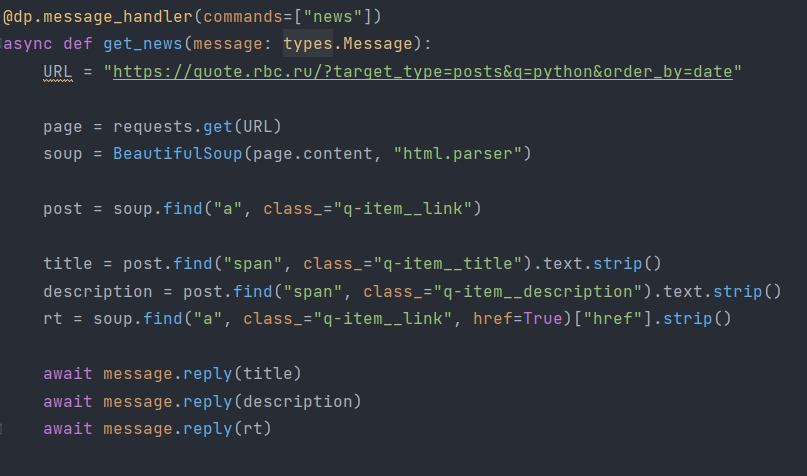 @dp.message_handler(commands=["news"])
async def get_news(message: types.Message):
    URL = "https://quote.rbc.ru/?target_type=posts&q=python&order_by=date"

    page = requests.get(URL)
    soup = BeautifulSoup(page.content, "html.parser")

    post = soup.find("a", class_="q-item__link")

    title = post.find("span", class_="q-item__title").text.strip()
    description = post.find("span", class_="q-item__description").text.strip()
    rt = soup.find("a", class_="q-item__link", href=True)["href"].strip()

    await message.reply(title)
    await message.reply(description)
    await message.reply(rt)